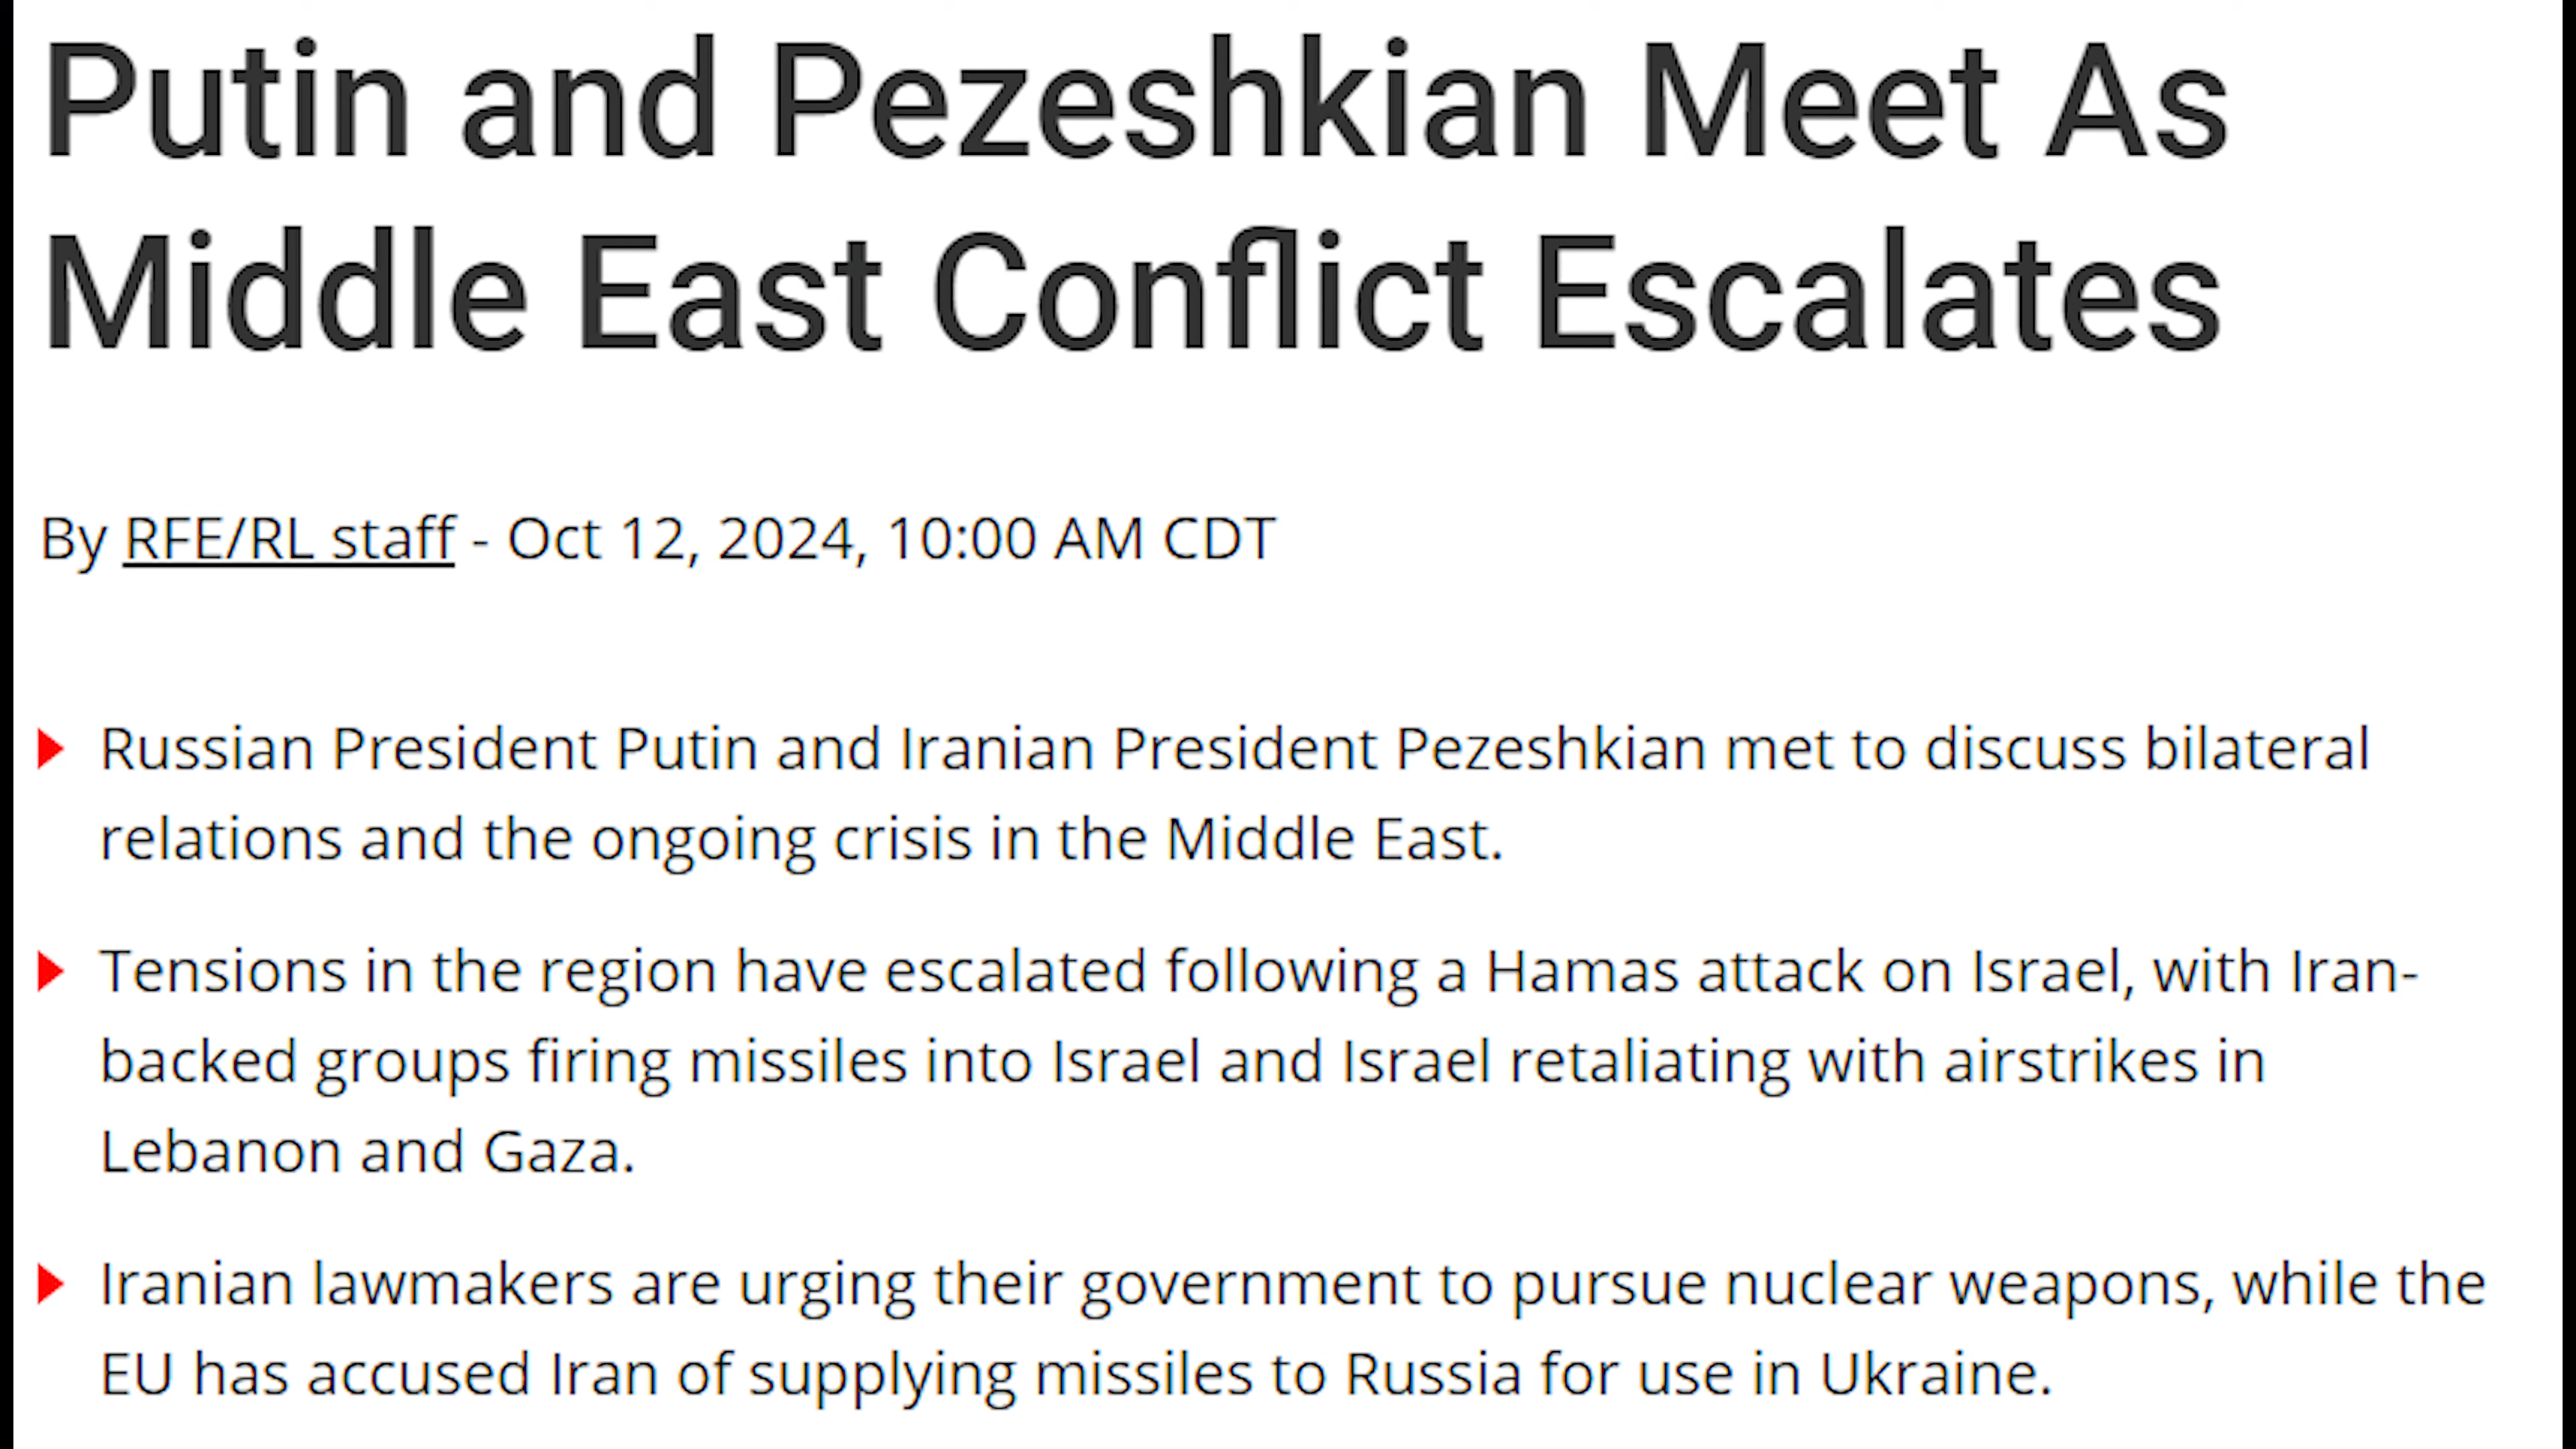 Putin and Pezeshkian Meet As
Middle East Conflict Escalates
By RFE/RL staff - Oct 12, 2024, 10:00 AM CDT
Russian President Putin and Iranian President Pezeshkian met to discuss bilateral
relations and the ongoing crisis in the Middle East.
Tensions in the region have escalated following a Hamas attack on Israel, with Iran-
backed groups firing missiles into Israel and Israel retaliating with airstrikes in
Lebanon and Gaza.
Iranian lawmakers are urging their government to pursue nuclear weapons, while the
EU has accused Iran of supplying missiles to Russia for use in Ukraine.